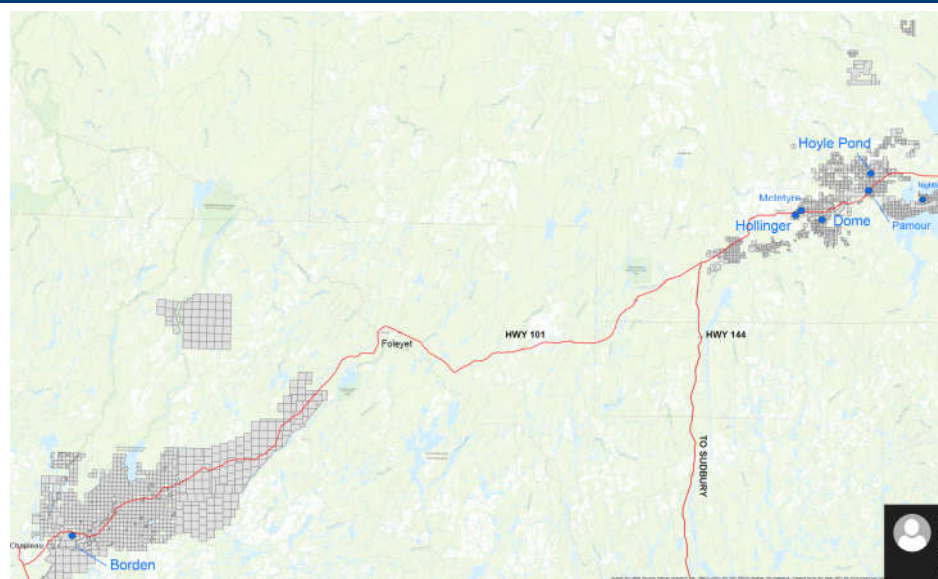 Hoyle Pond
McIntyre
Hollinger
Dome
Pamour
HWY 101
HWY 144
Foleyet
TO SUDBURY
Chapleau
Borden